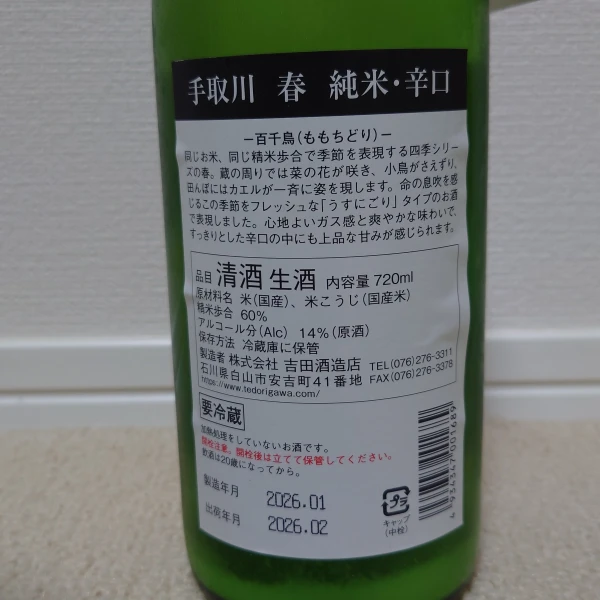 手取川 春 純米・辛口
−百千鳥(ももちどり)−
同じお米、同じ精米歩合で季節を表現する四季シリー
ズの春。蔵の周りでは菜の花が咲き、小鳥がさえずり、
田んぼにはカエルが一斉に姿を現します。命の息吹を感
じるこの季節をフレッシュな「うすにごり」タイプのお酒
で表現しました。心地よいガス感と爽やかな味わいで、
すっきりとした辛口の中にも上品な甘みが感じられます。
品目 清酒 生酒 内容量 720ml
原材料名 米(国産)、米こうじ(国産米)
精米歩合 60%
アルコール分(Alc) 14%(原酒)
保存方法 冷蔵庫に保管
製造者 株式会社 吉田酒造店 TEL(076)276-3311
石川県白山市安吉町41番地 FAX(076)276-3378
https://www.tedorigawa.com/
要冷蔵
加熱処理をしていないお酒です。
開栓注意。開栓後は立てて保管してください。
飲酒は20歳になってから。
製造年月 2026.01
出荷年月 2026.02
プラ
キャップ
(中栓)
4 934347 001689